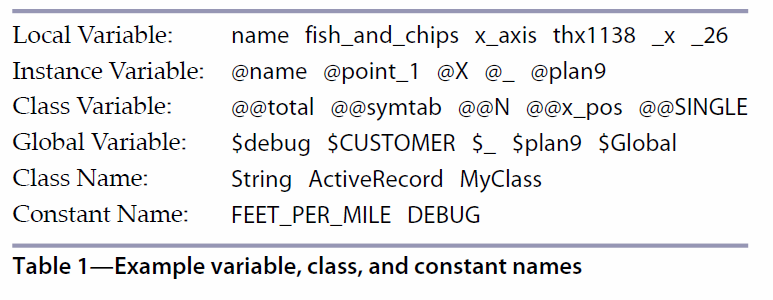 Local Variable: name fish_and_chips x_axis thx1138 _x _26
Instance Variable: @name @point_1 @X @_ @plan9
Class Variable: @@total @@symtab @@N @@x_pos @@SINGLE
Global Variable: $debug $CUSTOMER $_ $plan9 $Global
Class Name: String ActiveRecord MyClass
Constant Name: FEET_PER_MILE DEBUG
Table 1—Example variable, class, and constant names